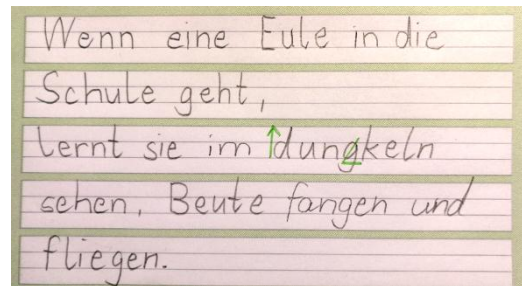 Wenn eine Eule in die
Schule geht,
lernt sie im dungkeln
sehen, Beute fangen und
fliegen.